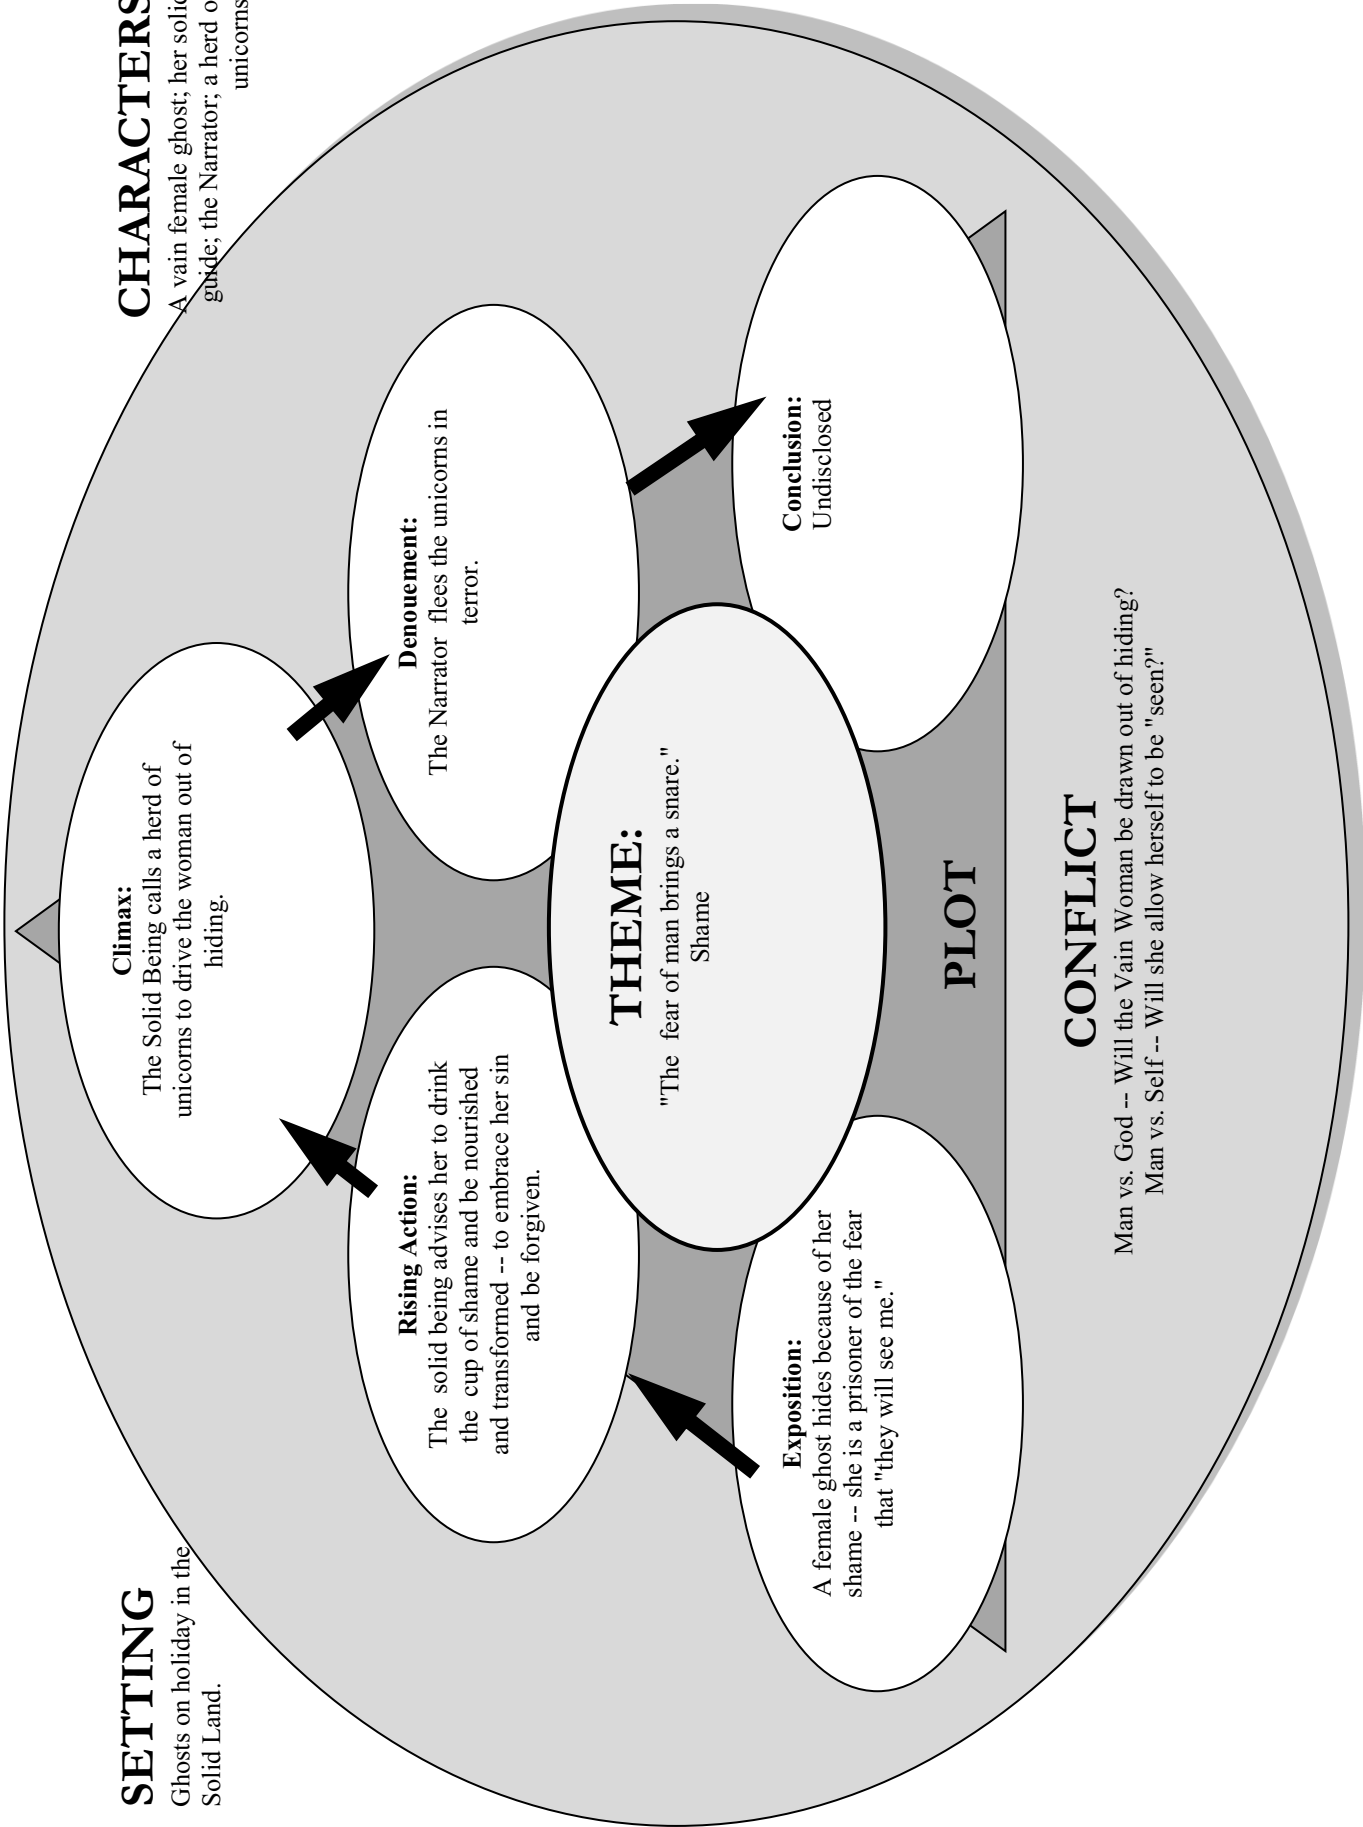 SETTING
Ghosts on holiday in the
Solid Land.
CHARACTERS
A vain female ghost; her solid
guide; the Narrator; a herd of
unicorns
Climax:
The Solid Being calls a herd of
unicorns to drive the woman out of
hiding.
Rising Action:
The solid being advises her to drink
the cup of shame and be nourished
and transformed -- to embrace her sin
and be forgiven.
Denouement:
The Narrator flees the unicorns in
terror.
THEME:
"The fear of man brings a snare."
Shame
Exposition:
A female ghost hides because of her
shame -- she is a prisoner of the fear
that "they will see me."
Conclusion:
Undisclosed
PLOT
CONFLICT
Man vs. God -- Will the Vain Woman be drawn out of hiding?
Man vs. Self -- Will she allow herself to be "seen?"